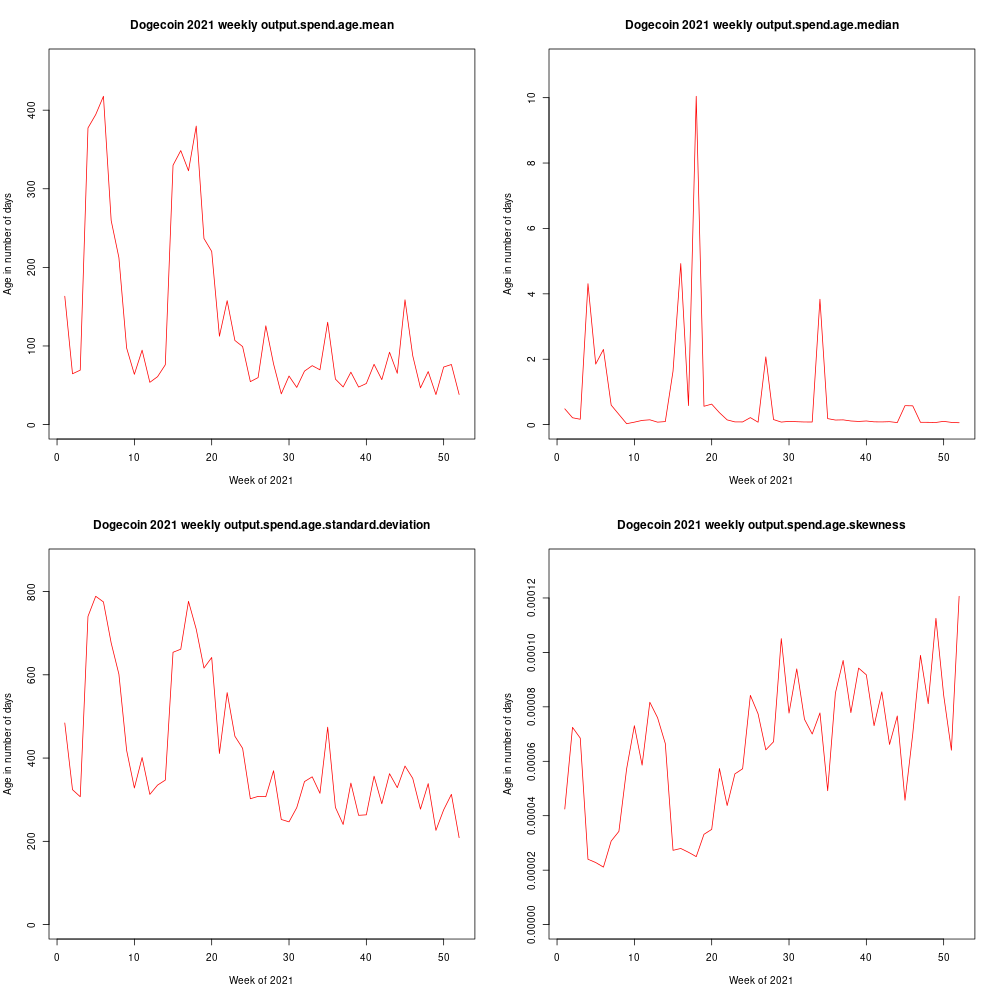 Dogecoin 2021 weekly output.spend.age.mean
Age in number of days
0 100 200 300 400
0 10 20 30 40 50
Week of 2021
Dogecoin 2021 weekly output.spend.age.median
Age in number of days
0 2 4 6 8 10
0 10 20 30 40 50
Week of 2021
Dogecoin 2021 weekly output.spend.age.standard.deviation
Age in number of days
0 200 400 600 800
0 10 20 30 40 50
Week of 2021
Dogecoin 2021 weekly output.spend.age.skewness
Age in number of days
0.00000 0.00002 0.00004 0.00006 0.00008 0.00010 0.00012
0 10 20 30 40 50
Week of 2021